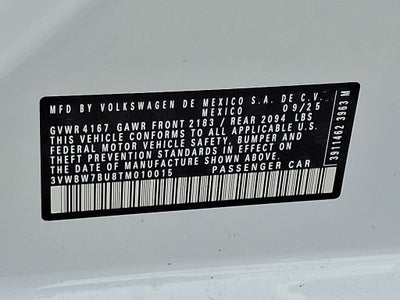 MFD BY VOLKSWAGEN DE MEXICO S.A. DE C.V.
MEXICO 09/25
GVWR 4167 GAWR FRONT 2183 / REAR 2094 LBS
THIS VEHICLE CONFORMS TO ALL APPLICABLE U.S.
FEDERAL MOTOR VEHICLE SAFETY, BUMPER AND
THEFT PREVENTION STANDARDS IN EFFECT ON
THE DATE OF MANUFACTURE SHOWN ABOVE.
3VWBW7BU8TM010015 PASSENGER CAR
3911462 3963 M